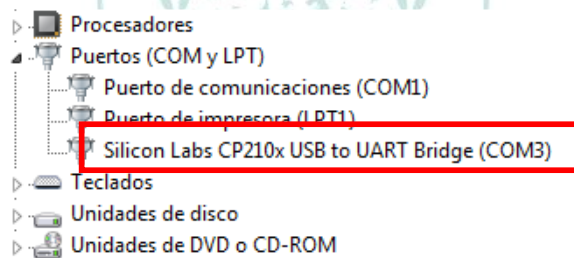 Procesadores
Puertos (COM y LPT)
Puerto de comunicaciones (COM1)
Puerto de impresora (LPT1)
Silicon Labs CP210x USB to UART Bridge (COM3)
Teclados
Unidades de disco
Unidades de DVD o CD-ROM